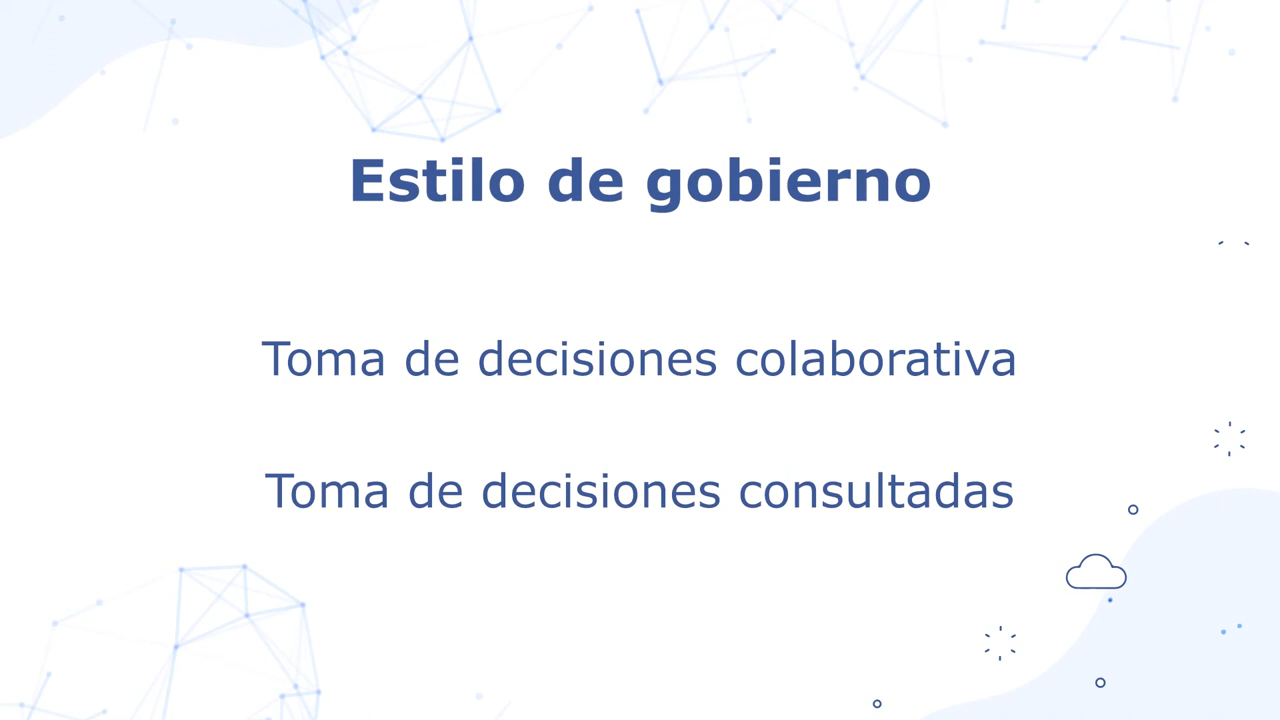 Estilo de gobierno
Toma de decisiones colaborativa
Toma de decisiones consultadas